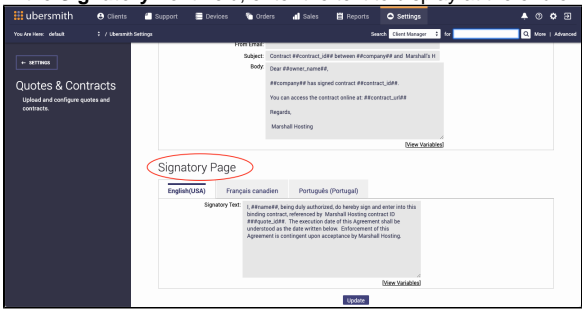 ubersmith Clients Support Devices Orders Sales Reports Settings
You Are Here: default / Ubersmith Settings Search Client Manager for More | Advanced
From Email:
← SETTINGS
Subject: Contract ##contract_id## between ##company## and Marshall's H
Body: Dear ##owner_name##,
Quotes & Contracts
##company## has signed contract ##contract_id##.
Upload and configure quotes and
contracts.
You can access the contract online at: ##contract_url##
Regards,
Marshall Hosting
[View Variables]
Signatory Page
English(USA) Français canadien Português (Portugal)
Signatory Text: I, ##name##, being duly authorized, do hereby sign and enter into this
binding contract, referenced by Marshall Hosting contract ID
###quote_id##. The execution date of this Agreement shall be
understood as the date written below. Enforcement of this
Agreement is contingent upon acceptance by Marshall Hosting.
[View Variables]
Update